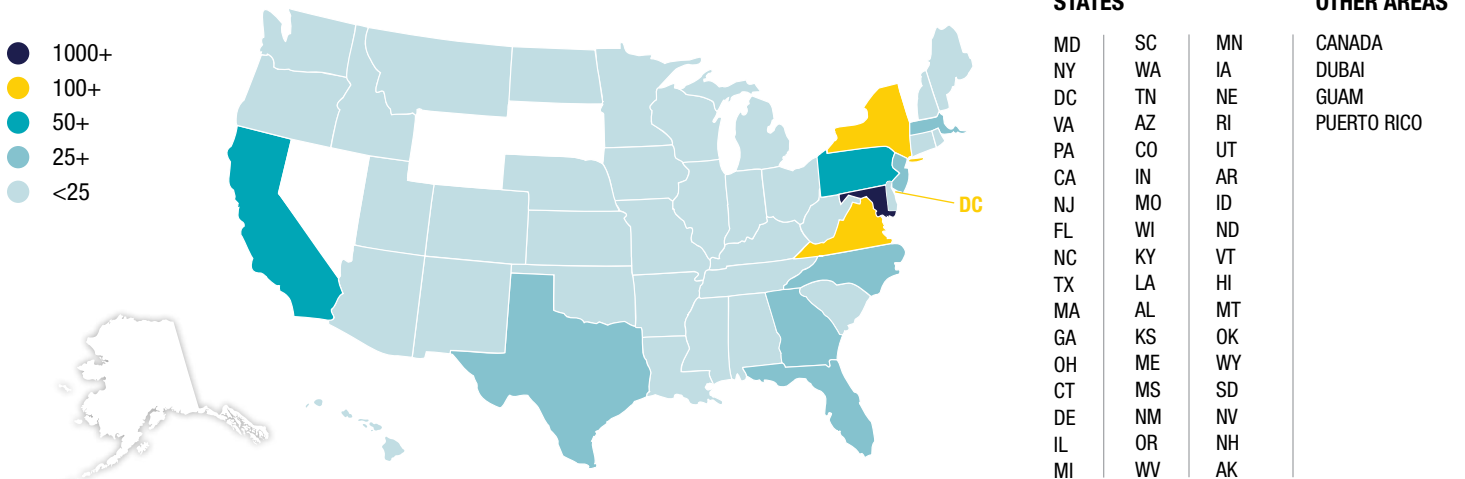 STATES
OTHER AREAS
1000+
100+
50+
25+
<25
DC
MD
NY
DC
VA
PA
CA
NJ
FL
NC
TX
MA
GA
OH
CT
DE
IL
MI
SC
WA
TN
AZ
CO
IN
MO
WI
KY
LA
AL
KS
ME
MS
NM
OR
WV
MN
IA
NE
RI
UT
AR
ID
ND
VT
HI
MT
OK
WY
SD
NV
NH
AK
CANADA
DUBAI
GUAM
PUERTO RICO